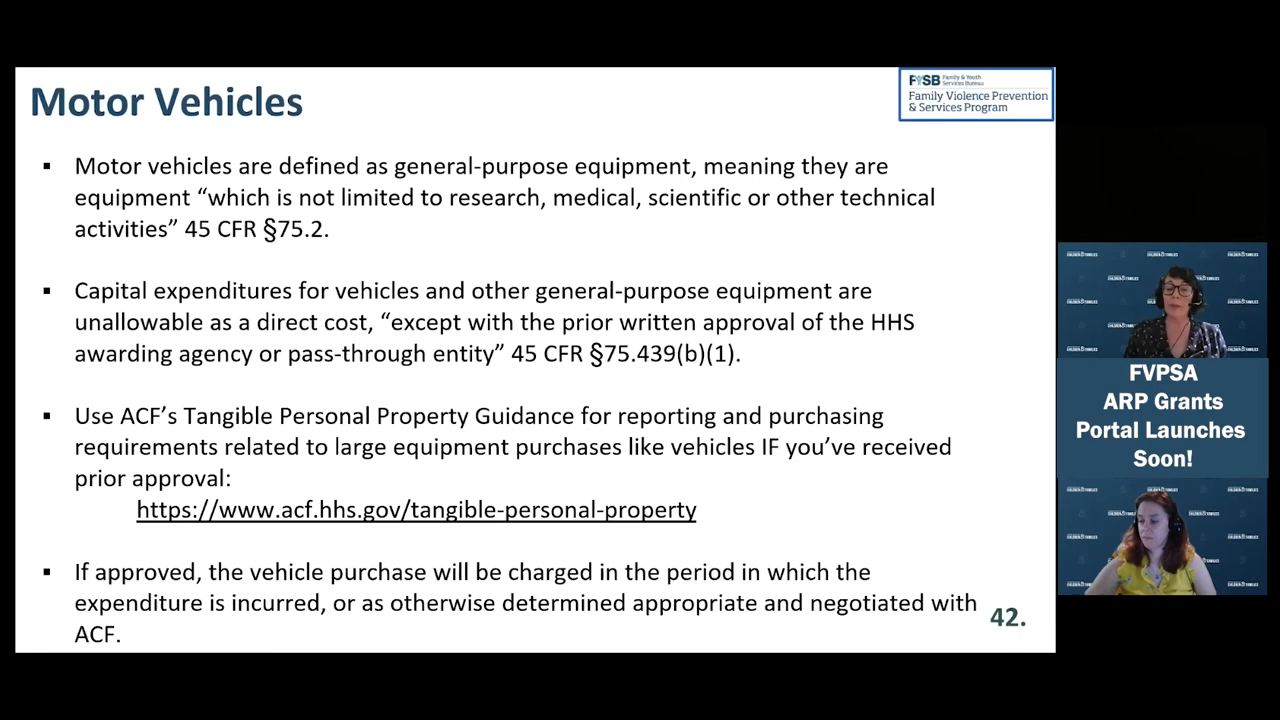 Motor Vehicles
FYSB Family & Youth
Services Bureau
Family Violence Prevention
& Services Program
▪ Motor vehicles are defined as general-purpose equipment, meaning they are
equipment “which is not limited to research, medical, scientific or other technical
activities” 45 CFR §75.2.
▪ Capital expenditures for vehicles and other general-purpose equipment are
unallowable as a direct cost, “except with the prior written approval of the HHS
awarding agency or pass-through entity” 45 CFR §75.439(b)(1).
▪ Use ACF’s Tangible Personal Property Guidance for reporting and purchasing
requirements related to large equipment purchases like vehicles IF you’ve received
prior approval:
https://www.acf.hhs.gov/tangible-personal-property
▪ If approved, the vehicle purchase will be charged in the period in which the
expenditure is incurred, or as otherwise determined appropriate and negotiated with
ACF.
42.
FVPSA
ARP Grants
Portal Launches
Soon!